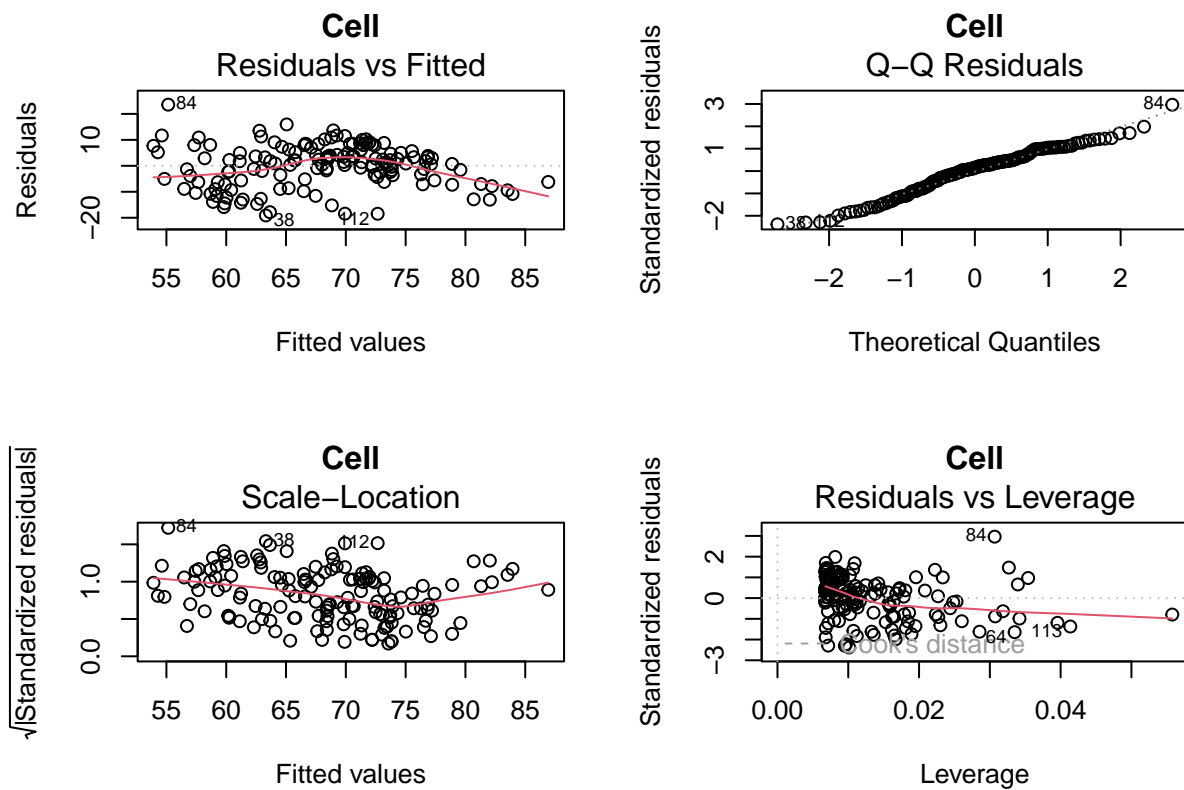 Cell
Residuals vs Fitted
Residuals
10
−20
84
38
112
55 60 65 70 75 80 85
Fitted values
Cell
Q−Q Residuals
Standardized residuals
3
1
−2
84
38
−2 −1 0 1 2
Theoretical Quantiles
Cell
Scale−Location
√|Standardized residuals|
1.0
0.0
84
38
112
55 60 65 70 75 80 85
Fitted values
Cell
Residuals vs Leverage
Standardized residuals
2
0
−3
84
64
113
Cook's distance
0.00 0.02 0.04
Leverage